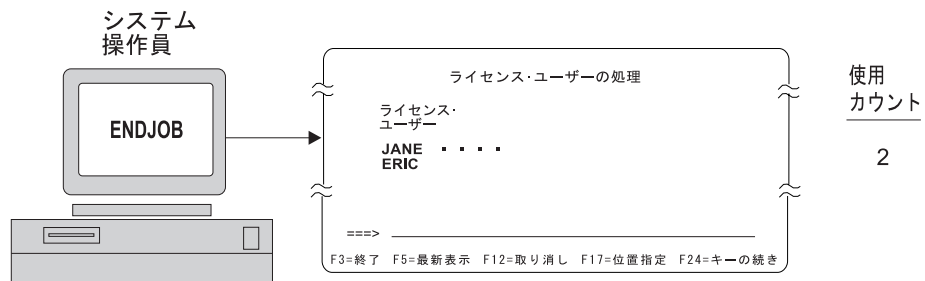 システム
操作員
ENDJOB
ライセンス・ユーザーの処理
ライセンス・
ユーザー
JANE ・ ・ ・ ・
ERIC
===>
F3=終了 F5=最新表示 F12=取り消し F17=位置指定 F24=キーの続き
使用
カウント
2